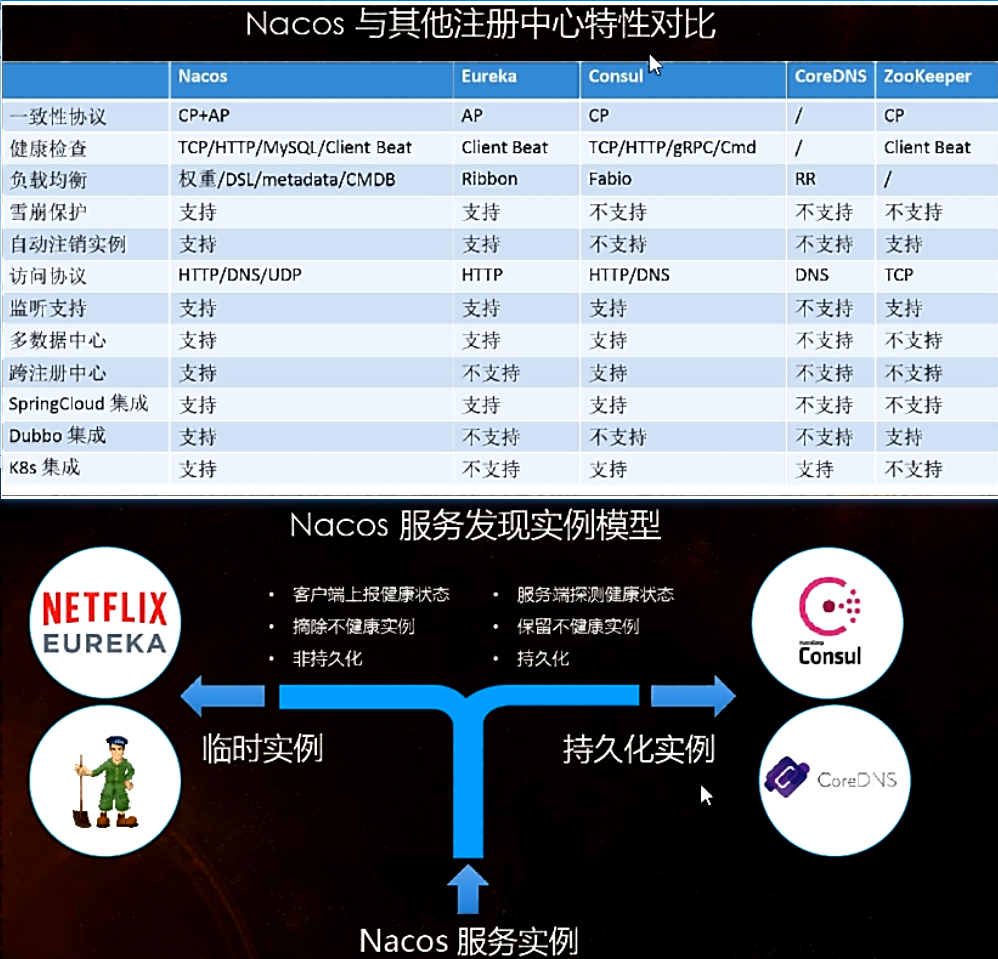 Nacos 与其他注册中心特性对比
Nacos Eureka Consul CoreDNS ZooKeeper
一致性协议 CP+AP AP CP / CP
健康检查 TCP/HTTP/MySQL/Client Beat Client Beat TCP/HTTP/gRPC/Cmd / Client Beat
负载均衡 权重/DSL/metadata/CMDB Ribbon Fabio RR /
雪崩保护 支持 支持 不支持 不支持 不支持
自动注销实例 支持 支持 不支持 不支持 支持
访问协议 HTTP/DNS/UDP HTTP HTTP/DNS DNS TCP
监听支持 支持 支持 支持 不支持 支持
多数据中心 支持 支持 支持 不支持 不支持
跨注册中心 支持 不支持 支持 不支持 不支持
SpringCloud 集成 支持 支持 支持 不支持 不支持
Dubbo 集成 支持 不支持 不支持 不支持 支持
K8s 集成 支持 不支持 支持 支持 不支持
Nacos 服务发现实例模型
NETFLIX
EUREKA
• 客户端上报健康状态
• 摘除不健康实例
• 非持久化
• 服务端探测健康状态
• 保留不健康实例
• 持久化
Consul
临时实例
持久化实例
CoreDNS
Nacos 服务实例